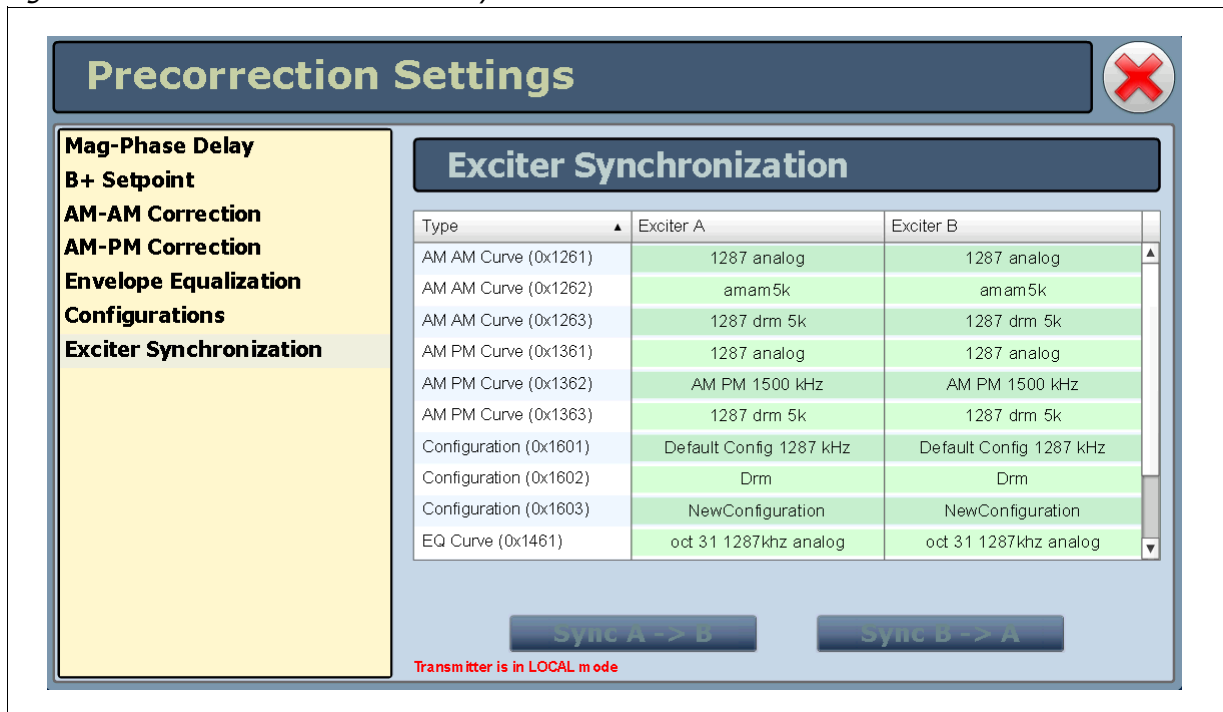 Precorrection Settings
Mag-Phase Delay
B+ Setpoint
AM-AM Correction
AM-PM Correction
Envelope Equalization
Configurations
Exciter Synchronization
Exciter Synchronization
Type Exciter A Exciter B
AM AM Curve (0x1261) 1287 analog 1287 analog
AM AM Curve (0x1262) amam5k amam5k
AM AM Curve (0x1263) 1287 drm 5k 1287 drm 5k
AM PM Curve (0x1361) 1287 analog 1287 analog
AM PM Curve (0x1362) AM PM 1500 kHz AM PM 1500 kHz
AM PM Curve (0x1363) 1287 drm 5k 1287 drm 5k
Configuration (0x1601) Default Config 1287 kHz Default Config 1287 kHz
Configuration (0x1602) Drm Drm
Configuration (0x1603) NewConfiguration NewConfiguration
EQ Curve (0x1461) oct 31 1287khz analog oct 31 1287khz analog
Sync A -> B Sync B -> A
Transmitter is in LOCAL mode